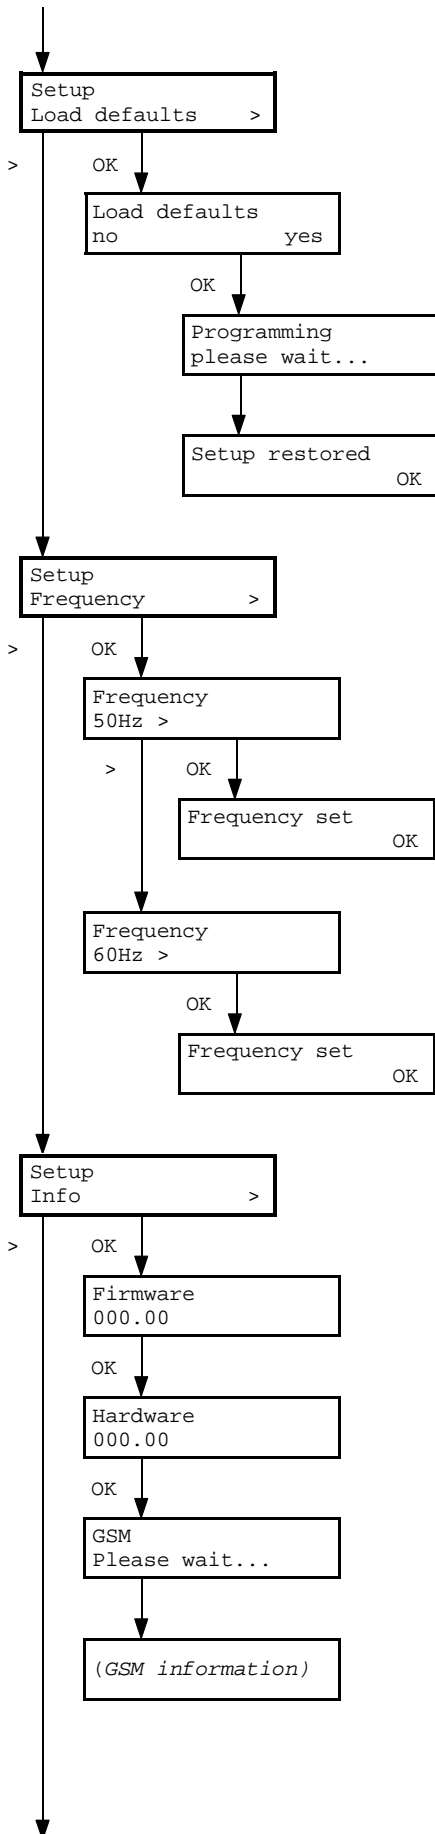 Setup
Load defaults >
> OK
Load defaults
no yes
OK
Programming
please wait...
Setup restored
OK
Setup
Frequency >
> OK
Frequency
50Hz >
> OK
Frequency set
OK
Frequency
60Hz >
OK
Frequency set
OK
Setup
Info >
> OK
Firmware
000.00
OK
Hardware
000.00
OK
GSM
Please wait...
(GSM information)